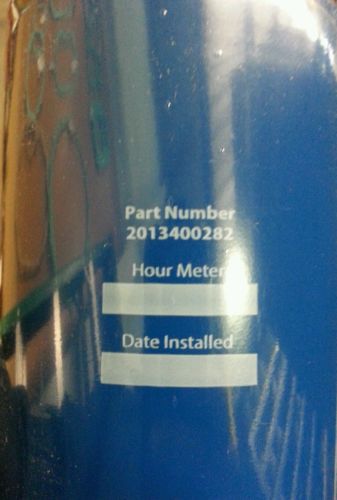 Part Number
2013400282
Hour Meter
Date Installed